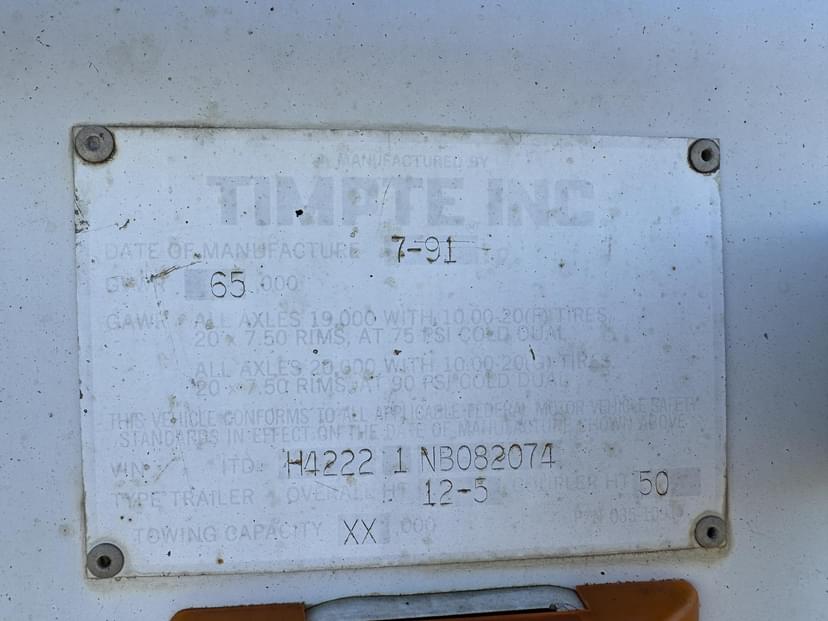 MANUFACTURED BY
TIMPTE INC
DATE OF MANUFACTURE 7-91
GVWR 65,000
GAWR ALL AXLES 19,000 WITH 10.00-20(F) TIRES,
20 x 7.50 RIMS, AT 75 PSI COLD DUAL
ALL AXLES 20,000 WITH 10.00-20(G) TIRES,
20 x 7.50 RIMS, AT 90 PSI COLD DUAL
THIS VEHICLE CONFORMS TO ALL APPLICABLE FEDERAL MOTOR VEHICLE SAFETY
STANDARDS IN EFFECT ON THE DATE OF MANUFACTURE SHOWN ABOVE
VIN 1TD H4222 1 NB082074
TYPE TRAILER OVERALL HT 12-5 COUPLER HT 50
TOWING CAPACITY XX,000